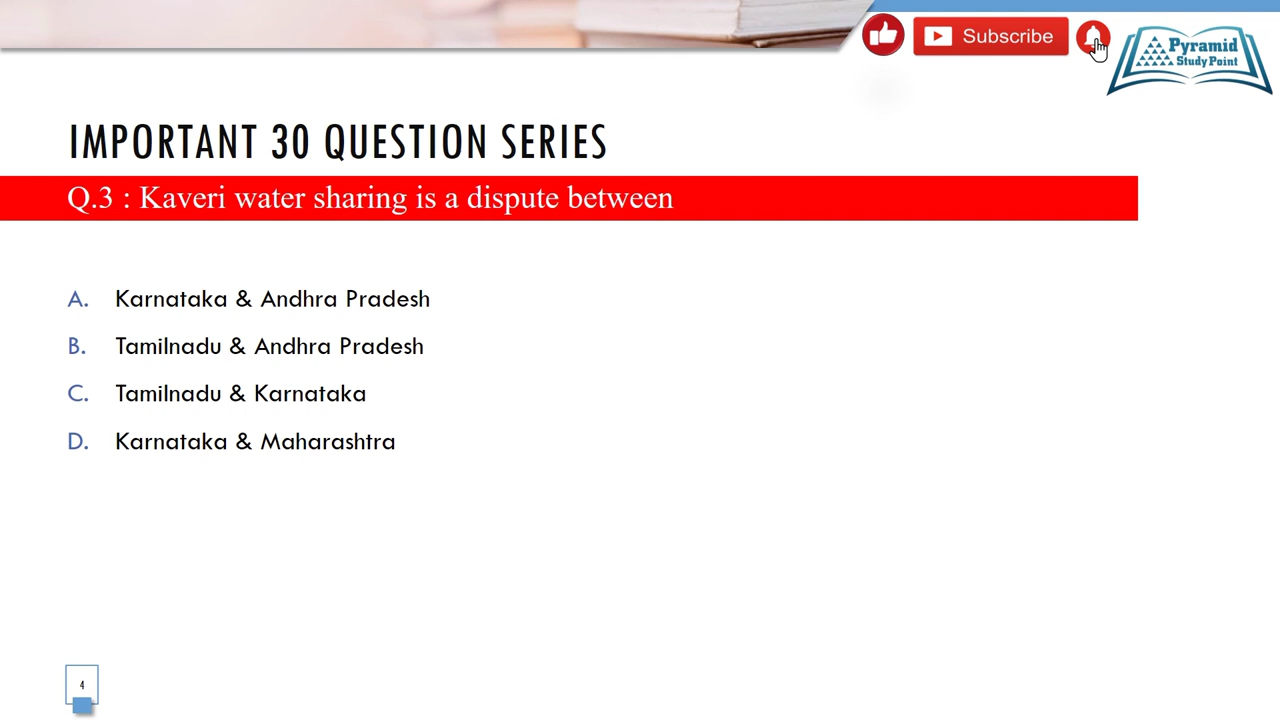 Subscribe
Pyramid
Study Point
IMPORTANT 30 QUESTION SERIES
Q.3 : Kaveri water sharing is a dispute between
A. Karnataka & Andhra Pradesh
B. Tamilnadu & Andhra Pradesh
C. Tamilnadu & Karnataka
D. Karnataka & Maharashtra
4